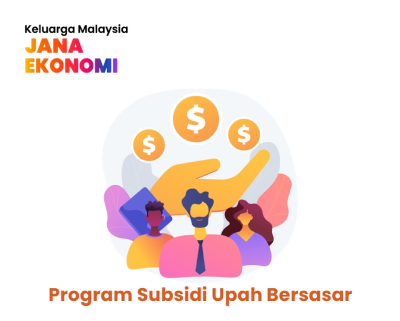 Keluarga Malaysia
JANA
EKONOMI
$
$
$
Program Subsidi Upah Bersasar